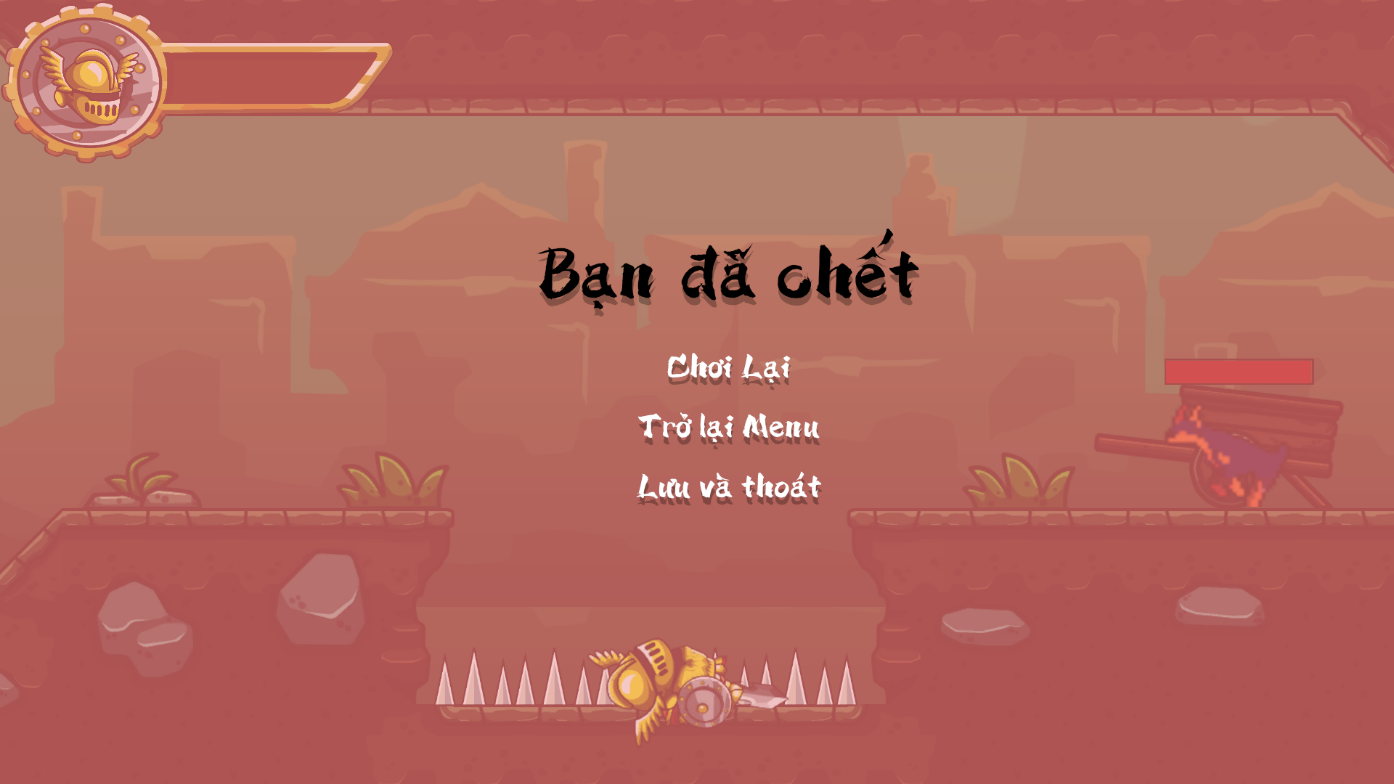 Bạn đã chết
Chơi Lại
Trở lại Menu
Lưu và thoát